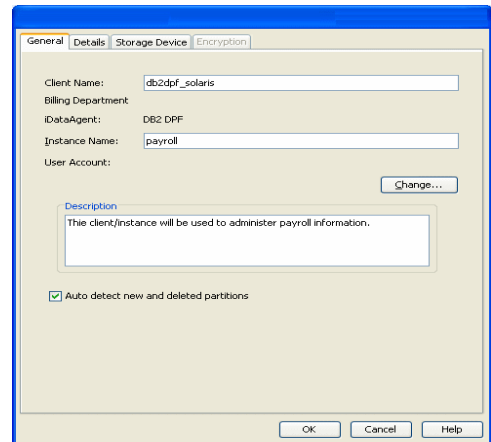 General Details Storage Device Encryption
Client Name: db2dpf_solaris
Billing Department
iDataAgent: DB2 DPF
Instance Name: payroll
User Account:
Change...
Description
Thie client/instance will be used to administer payroll information.
Auto detect new and deleted partitions
OK Cancel Help